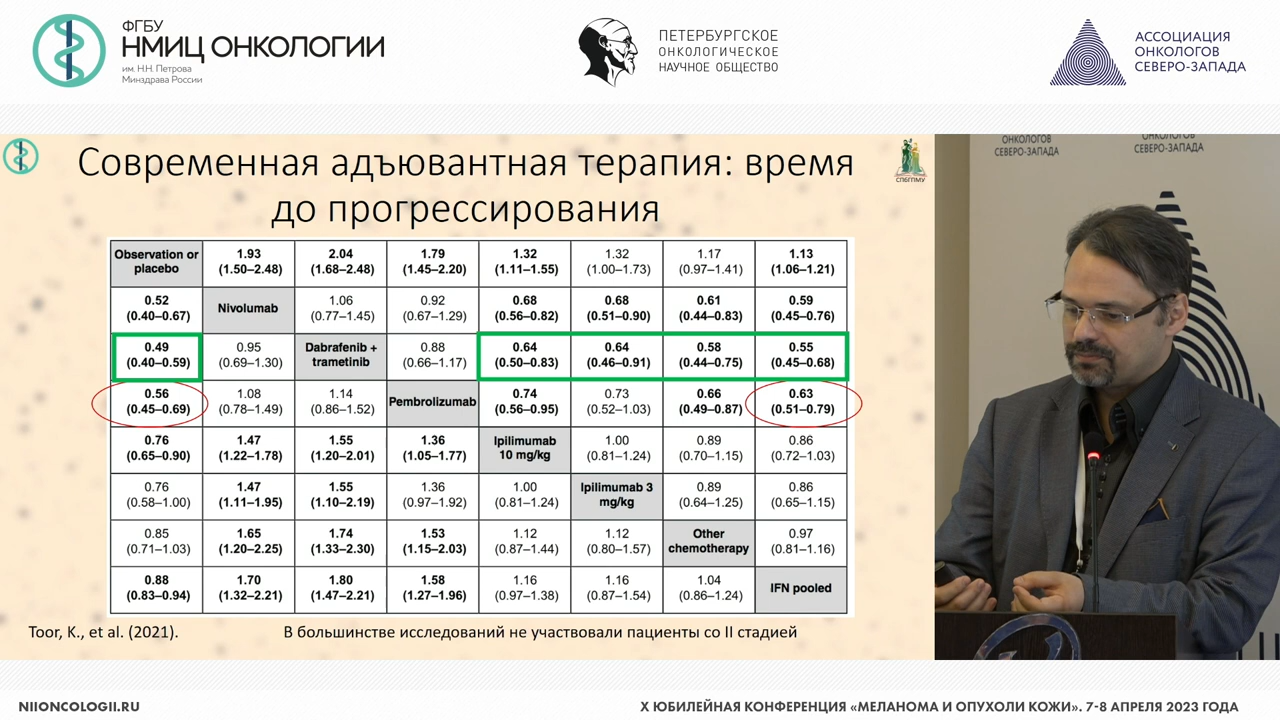 ФГБУ
НМИЦ ОНКОЛОГИИ
им. Н.Н. Петрова
Минздрава России
ПЕТЕРБУРГСКОЕ
ОНКОЛОГИЧЕСКОЕ
НАУЧНОЕ ОБЩЕСТВО
АССОЦИАЦИЯ
ОНКОЛОГОВ
СЕВЕРО-ЗАПАДА
Современная адъювантная терапия: время
до прогрессирования
СПБГПМУ
Observation or placebo 1.93 (1.50–2.48) 2.04 (1.68–2.48) 1.79 (1.45–2.20) 1.32 (1.11–1.55) 1.32 (1.00–1.73) 1.17 (0.97–1.41) 1.13 (1.06–1.21)
0.52 (0.40–0.67) Nivolumab 1.06 (0.77–1.45) 0.92 (0.67–1.29) 0.68 (0.56–0.82) 0.68 (0.51–0.90) 0.61 (0.44–0.83) 0.59 (0.45–0.76)
0.49 (0.40–0.59) 0.95 (0.69–1.30) Dabrafenib + trametinib 0.88 (0.66–1.17) 0.64 (0.50–0.83) 0.64 (0.46–0.91) 0.58 (0.44–0.75) 0.55 (0.45–0.68)
0.56 (0.45–0.69) 1.08 (0.78–1.49) 1.14 (0.86–1.52) Pembrolizumab 0.74 (0.56–0.95) 0.73 (0.52–1.03) 0.66 (0.49–0.87) 0.63 (0.51–0.79)
0.76 (0.65–0.90) 1.47 (1.22–1.78) 1.55 (1.20–2.01) 1.36 (1.05–1.77) Ipilimumab 10 mg/kg 1.00 (0.81–1.24) 0.89 (0.70–1.15) 0.86 (0.72–1.03)
0.76 (0.58–1.00) 1.47 (1.11–1.95) 1.55 (1.10–2.19) 1.36 (0.97–1.92) 1.00 (0.81–1.24) Ipilimumab 3 mg/kg 0.89 (0.64–1.25) 0.86 (0.65–1.15)
0.85 (0.71–1.03) 1.65 (1.20–2.25) 1.74 (1.33–2.30) 1.53 (1.15–2.03) 1.12 (0.87–1.44) 1.12 (0.80–1.57) Other chemotherapy 0.97 (0.81–1.16)
0.88 (0.83–0.94) 1.70 (1.32–2.21) 1.80 (1.47–2.21) 1.58 (1.27–1.96) 1.16 (0.97–1.38) 1.16 (0.87–1.54) 1.04 (0.86–1.24) IFN pooled
Toor, K., et al. (2021). В большинстве исследований не участвовали пациенты со II стадией
ОНКОЛОГОВ
СЕВЕРО-ЗАПАДА
ОНКОЛОГОВ
СЕВЕРО-ЗАПАДА
NIIONCOLOGII.RU
X ЮБИЛЕЙНАЯ КОНФЕРЕНЦИЯ «МЕЛАНОМА И ОПУХОЛИ КОЖИ». 7-8 АПРЕЛЯ 2023 ГОДА